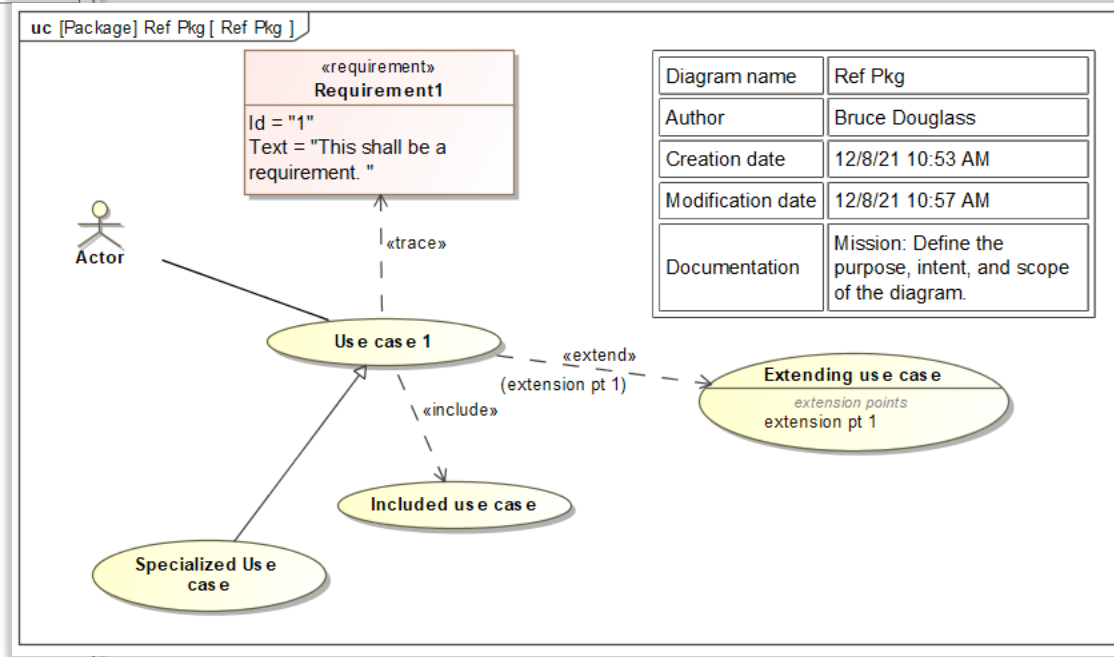 uc [Package] Ref Pkg [ Ref Pkg ]
«requirement»
Requirement1
Id = "1"
Text = "This shall be a
requirement. "
Diagram name
Ref Pkg
Author
Bruce Douglass
Creation date
12/8/21 10:53 AM
Modification date
12/8/21 10:57 AM
Documentation
Mission: Define the
purpose, intent, and scope
of the diagram.
«trace»
Actor
Use case 1
«extend»
(extension pt 1)
Extending use case
extension points
extension pt 1
«include»
Included use case
Specialized Use
case